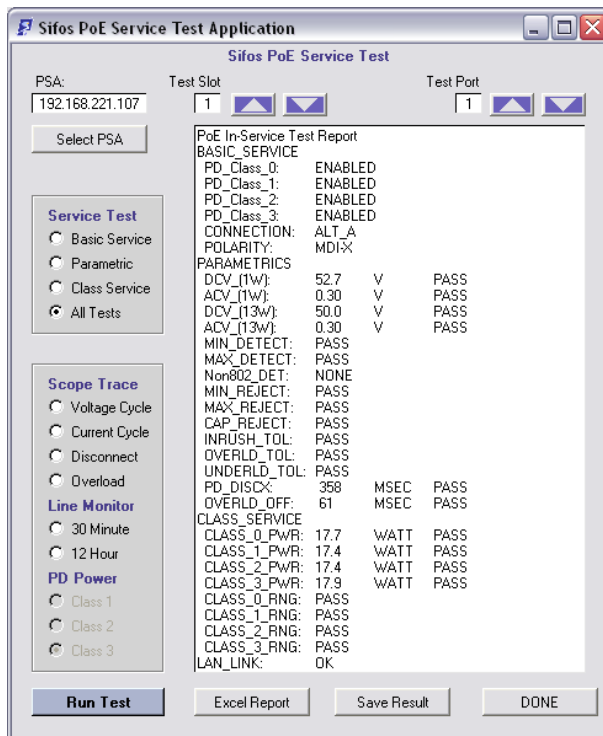 Sifos PoE Service Test Application
Sifos PoE Service Test
PSA: Test Slot Test Port
192.168.221.107 1 1
Select PSA
Service Test
Basic Service
Parametric
Class Service
All Tests
Scope Trace
Voltage Cycle
Current Cycle
Disconnect
Overload
Line Monitor
30 Minute
12 Hour
PD Power
Class 1
Class 2
Class 3
PoE In-Service Test Report
BASIC_SERVICE
PD_Class_0: ENABLED
PD_Class_1: ENABLED
PD_Class_2: ENABLED
PD_Class_3: ENABLED
CONNECTION: ALT_A
POLARITY: MDI-X
PARAMETRICS
DCV_(1W): 52.7 V PASS
ACV_(1W): 0.30 V PASS
DCV_(13W): 50.0 V PASS
ACV_(13W): 0.30 V PASS
MIN_DETECT: PASS
MAX_DETECT: PASS
Non802_DET: NONE
MIN_REJECT: PASS
MAX_REJECT: PASS
CAP_REJECT: PASS
INRUSH_TOL: PASS
OVERLD_TOL: PASS
UNDERLD_TOL: PASS
PD_DISCX: 358 MSEC PASS
OVERLD_OFF: 61 MSEC PASS
CLASS_SERVICE
CLASS_0_PWR: 17.7 WATT PASS
CLASS_1_PWR: 17.4 WATT PASS
CLASS_2_PWR: 17.4 WATT PASS
CLASS_3_PWR: 17.9 WATT PASS
CLASS_0_RNG: PASS
CLASS_1_RNG: PASS
CLASS_2_RNG: PASS
CLASS_3_RNG: PASS
LAN_LINK: OK
Run Test Excel Report Save Result DONE